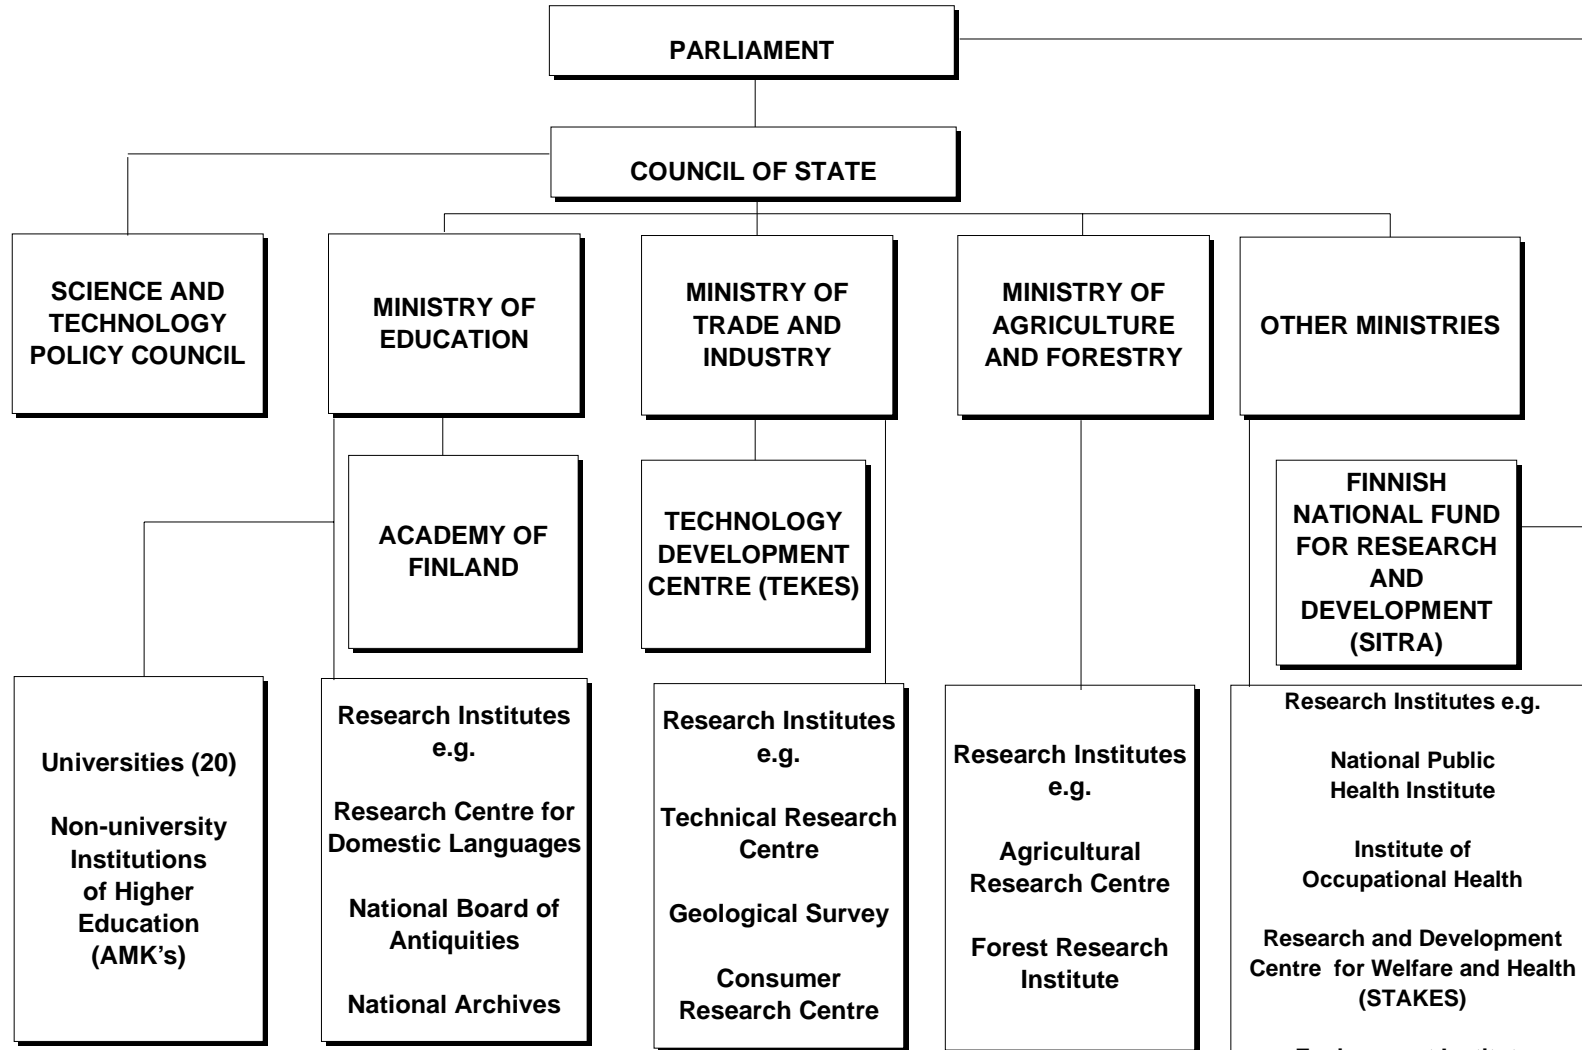 PARLIAMENT
COUNCIL OF STATE
SCIENCE AND
TECHNOLOGY
POLICY COUNCIL
MINISTRY OF
EDUCATION
MINISTRY OF
TRADE AND
INDUSTRY
MINISTRY OF
AGRICULTURE
AND FORESTRY
OTHER MINISTRIES
ACADEMY OF
FINLAND
TECHNOLOGY
DEVELOPMENT
CENTRE (TEKES)
FINNISH
NATIONAL FUND
FOR RESEARCH
AND
DEVELOPMENT
(SITRA)
Universities (20)
Non-university
Institutions
of Higher
Education
(AMK's)
Research Institutes
e.g.
Research Centre for
Domestic Languages
National Board of
Antiquities
National Archives
Research Institutes
e.g.
Technical Research
Centre
Geological Survey
Consumer
Research Centre
Research Institutes
e.g.
Agricultural
Research Centre
Forest Research
Institute
Research Institutes e.g.
National Public
Health Institute
Institute of
Occupational Health
Research and Development
Centre for Welfare and Health
(STAKES)